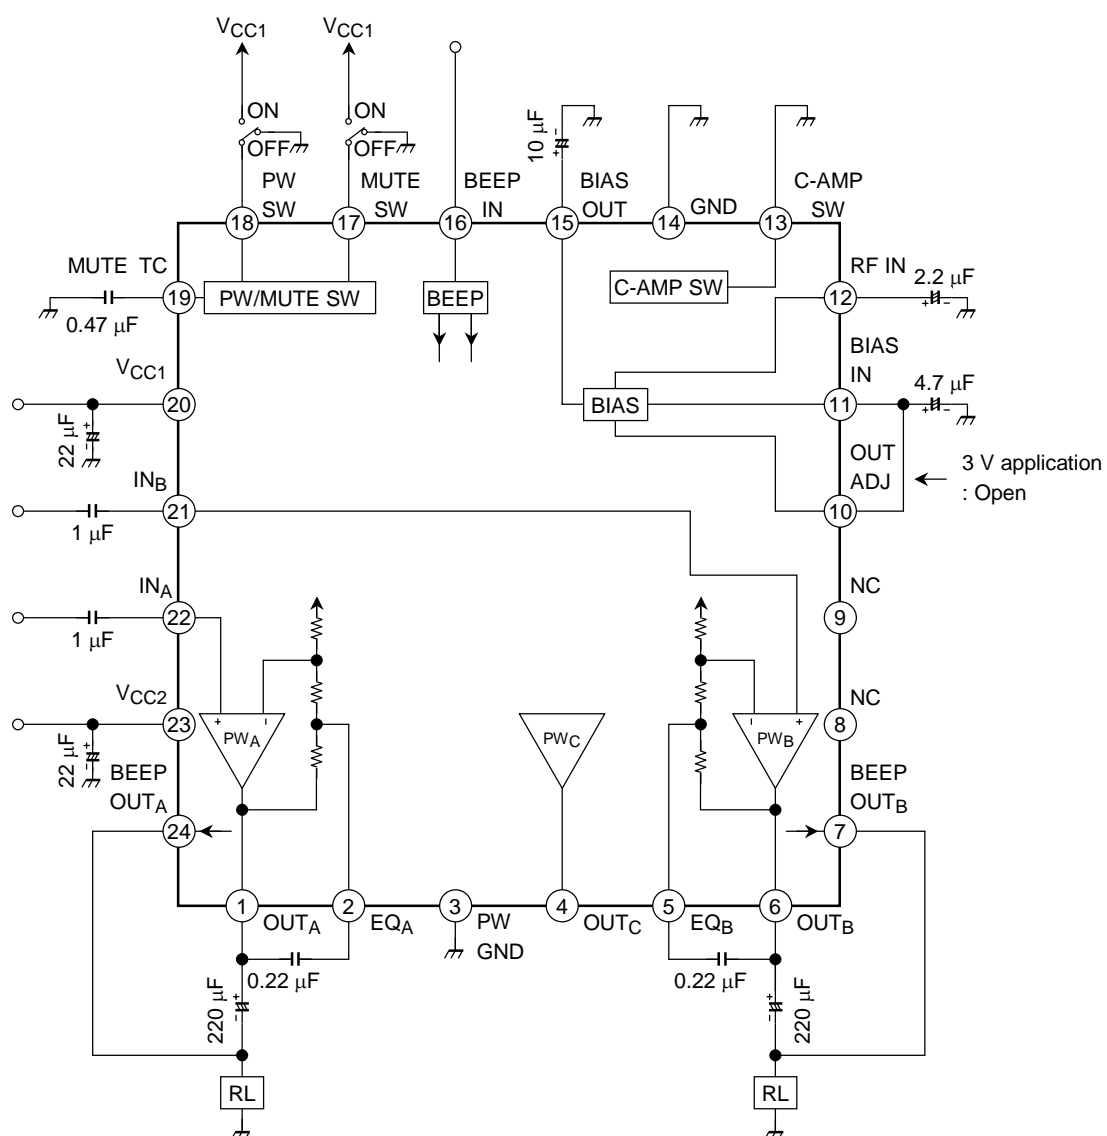 VCC1 VCC1
ON ON
OFF OFF
10 μF
PW SW
MUTE SW
BEEP IN
BIAS OUT
GND
C-AMP SW
18 17 16 15 14 13
MUTE TC
19
0.47 μF
PW/MUTE SW
BEEP
C-AMP SW
RF IN
12
2.2 μF
VCC1
20
22 μF
BIAS
BIAS IN
11
4.7 μF
OUT ADJ
10
3 V application
: Open
INB
21
1 μF
INA
22
1 μF
NC
9
VCC2
23
22 μF
PWA
PWC
PWB
NC
8
BEEP OUTA
24
BEEP OUTB
7
1 2 3 4 5 6
OUTA
EQA
PW GND
OUTC
EQB
OUTB
0.22 μF 0.22 μF
220 μF 220 μF
RL RL